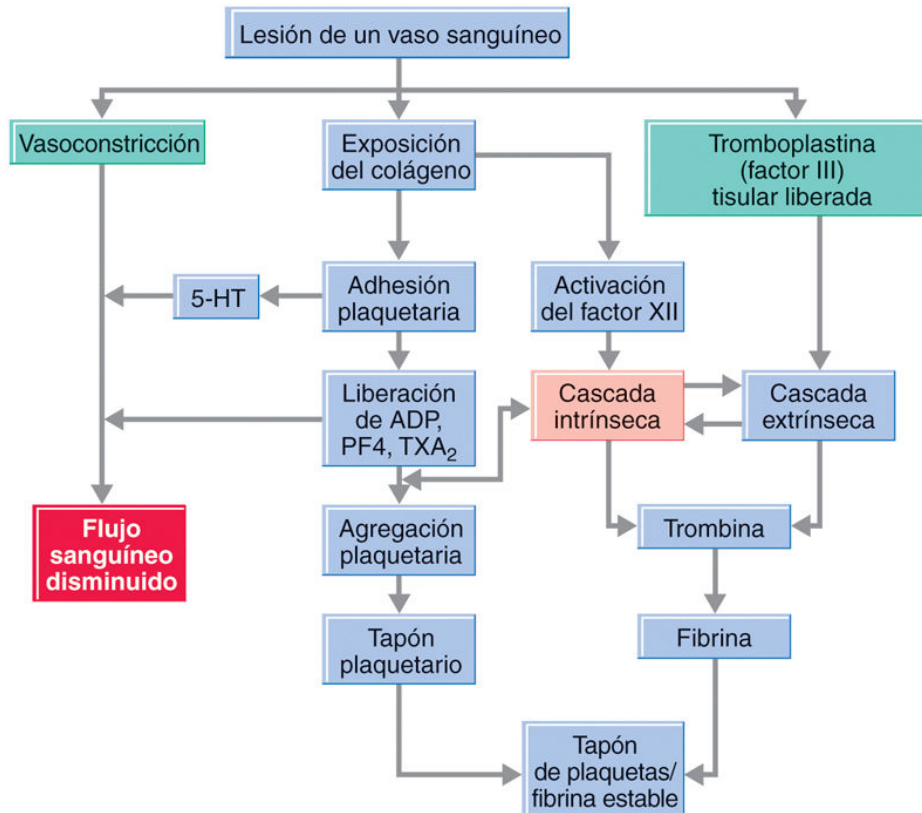 Lesión de un vaso sanguíneo
Vasoconstricción
Exposición
del colágeno
Tromboplastina
(factor III)
tisular liberada
5-HT
Adhesión
plaquetaria
Activación
del factor XII
Liberación
de ADP,
PF4, TXA₂
Cascada
intrínseca
Cascada
extrínseca
Flujo
sanguíneo
disminuido
Agregación
plaquetaria
Trombina
Tapón
plaquetario
Fibrina
Tapón
de plaquetas/
fibrina estable